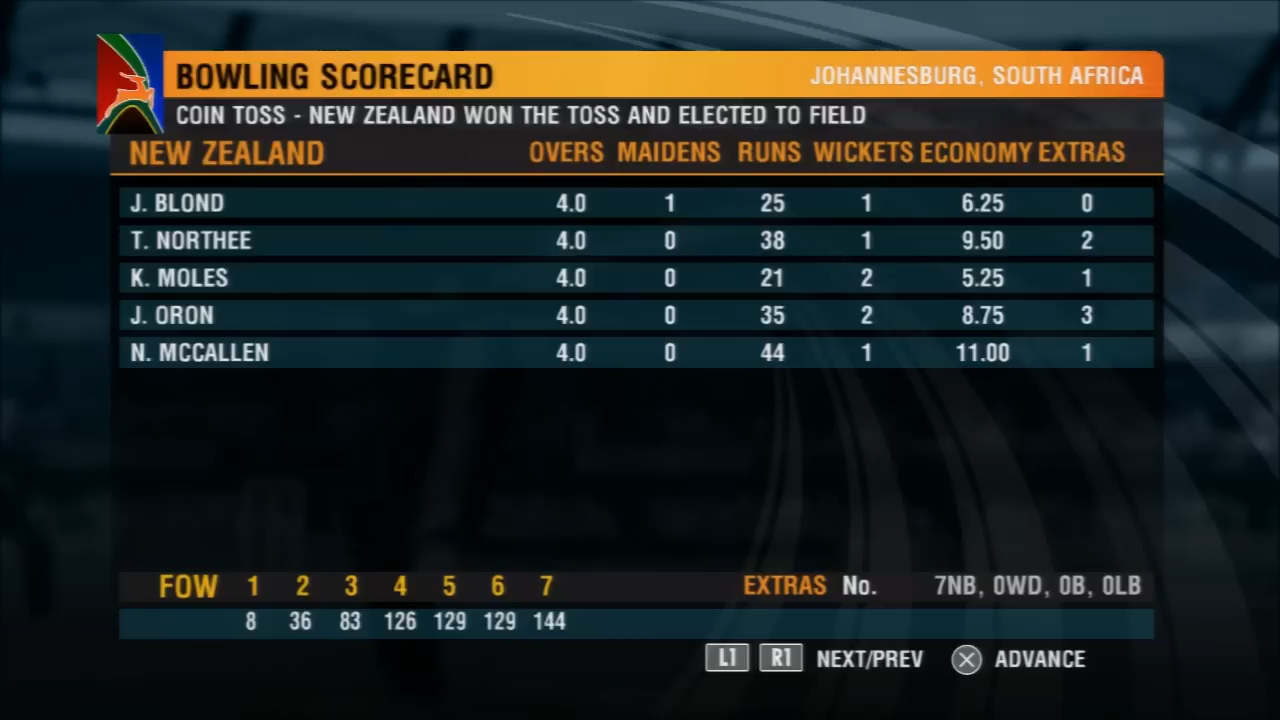 BOWLING SCORECARD JOHANNESBURG, SOUTH AFRICA
COIN TOSS - NEW ZEALAND WON THE TOSS AND ELECTED TO FIELD
NEW ZEALAND OVERS MAIDENS RUNS WICKETS ECONOMY EXTRAS
J. BLOND 4.0 1 25 1 6.25 0
T. NORTHEE 4.0 0 38 1 9.50 2
K. MOLES 4.0 0 21 2 5.25 1
J. ORON 4.0 0 35 2 8.75 3
N. MCCALLEN 4.0 0 44 1 11.00 1
FOW 1 2 3 4 5 6 7 EXTRAS No. 7NB, 0WD, 0B, 0LB
8 36 83 126 129 129 144
L1 R1 NEXT/PREV ADVANCE